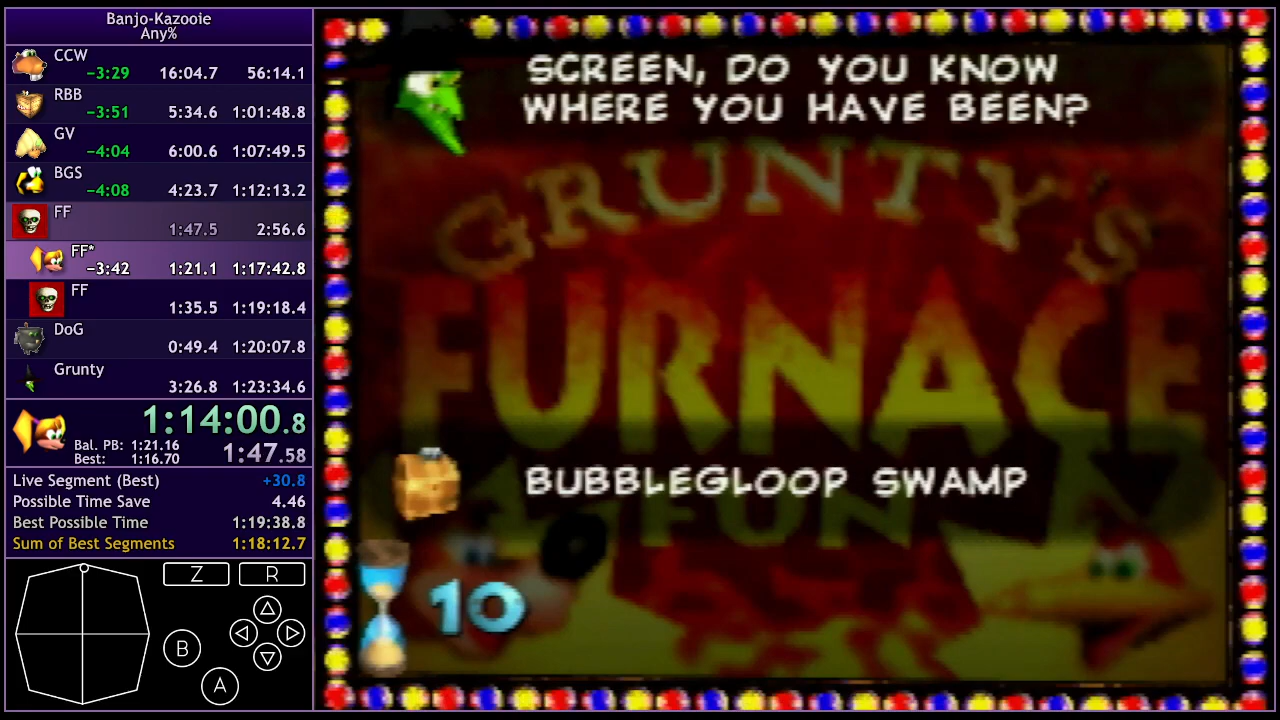 Banjo-Kazooie
Any%
CCW
-3:29 16:04.7 56:14.1
RBB
-3:51 5:34.6 1:01:48.8
GV
-4:04 6:00.6 1:07:49.5
BGS
-4:08 4:23.7 1:12:13.2
FF
1:47.5 2:56.6
FF*
-3:42 1:21.1 1:17:42.8
FF
1:35.5 1:19:18.4
DoG
0:49.4 1:20:07.8
Grunty
3:26.8 1:23:34.6
1:14:00.8
Bal. PB: 1:21.16
Best: 1:16.70
1:47.58
Live Segment (Best) +30.8
Possible Time Save 4.46
Best Possible Time 1:19:38.8
Sum of Best Segments 1:18:12.7
Z R
B
A
SCREEN, DO YOU KNOW
WHERE YOU HAVE BEEN?
GRUNTY'S
FURNACE
FUN
BUBBLEGLOOP SWAMP
10